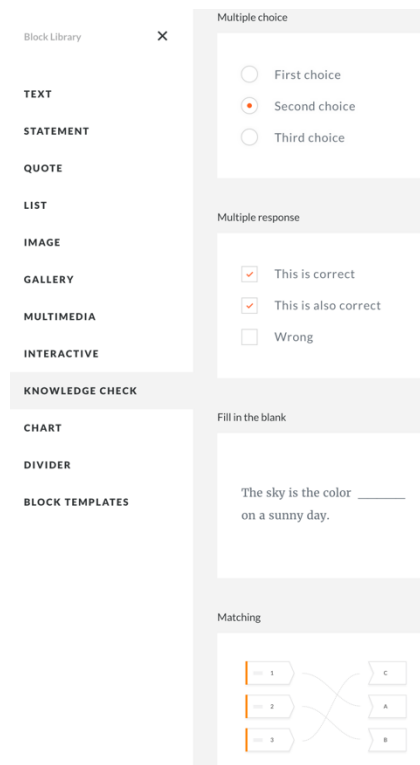 Block Library
TEXT
STATEMENT
QUOTE
LIST
IMAGE
GALLERY
MULTIMEDIA
INTERACTIVE
KNOWLEDGE CHECK
CHART
DIVIDER
BLOCK TEMPLATES
Multiple choice
First choice
Second choice
Third choice
Multiple response
This is correct
This is also correct
Wrong
Fill in the blank
The sky is the color ______
on a sunny day.
Matching
1 C
2 A
3 B